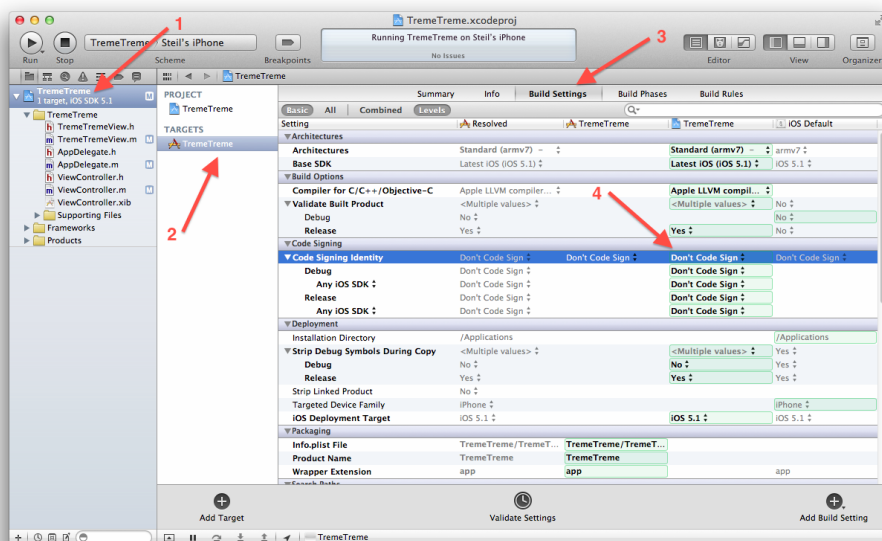 TremeTreme.xcodeproj
1
3
2
4
TremeTreme Steil's iPhone
Running TremeTreme on Steil's iPhone
No Issues
Run Stop Scheme Breakpoints Editor View Organizer
TremeTreme
TremeTreme
1 target, iOS SDK 5.1
M
TremeTreme
h TremeTremeView.h
m TremeTremeView.m M
h AppDelegate.h
m AppDelegate.m M
h ViewController.h
m ViewController.m M
ViewController.xib
Supporting Files
Frameworks
Products
PROJECT
TremeTreme
TARGETS
TremeTreme
Summary Info Build Settings Build Phases Build Rules
Basic All Combined Levels
Setting Resolved TremeTreme TremeTreme iOS Default
Architectures
Architectures Standard (armv7) – Standard (armv7) – armv7
Base SDK Latest iOS (iOS 5.1) Latest iOS (iOS 5.1) iOS 5.1
Build Options
Compiler for C/C++/Objective-C Apple LLVM compiler... Apple LLVM compil...
Validate Built Product <Multiple values> <Multiple values> No
Debug No No
Release Yes Yes No
Code Signing
Code Signing Identity Don't Code Sign Don't Code Sign Don't Code Sign Don't Code Sign
Debug Don't Code Sign Don't Code Sign
Any iOS SDK Don't Code Sign Don't Code Sign
Release Don't Code Sign Don't Code Sign
Any iOS SDK Don't Code Sign Don't Code Sign
Deployment
Installation Directory /Applications /Applications
Strip Debug Symbols During Copy <Multiple values> <Multiple values> Yes
Debug No No Yes
Release Yes Yes Yes
Strip Linked Product No
Targeted Device Family iPhone iPhone
iOS Deployment Target iOS 5.1 iOS 5.1 iOS 5.1
Packaging
Info.plist File TremeTreme/TremeT... TremeTreme/TremeT...
Product Name TremeTreme TremeTreme
Wrapper Extension app app app
Search Paths
Add Target Validate Settings Add Build Setting
TremeTreme